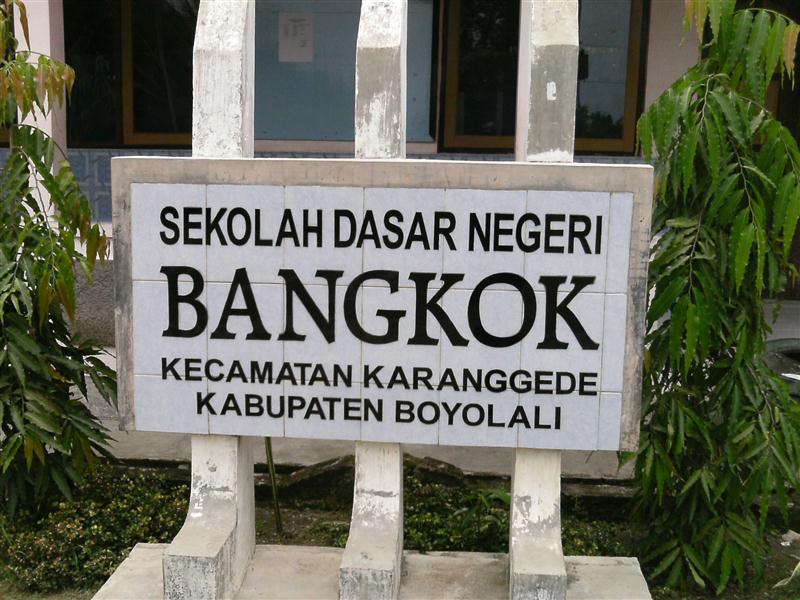 SEKOLAH DASAR NEGERI
BANGKOK
KECAMATAN KARANGGEDE
KABUPATEN BOYOLALI